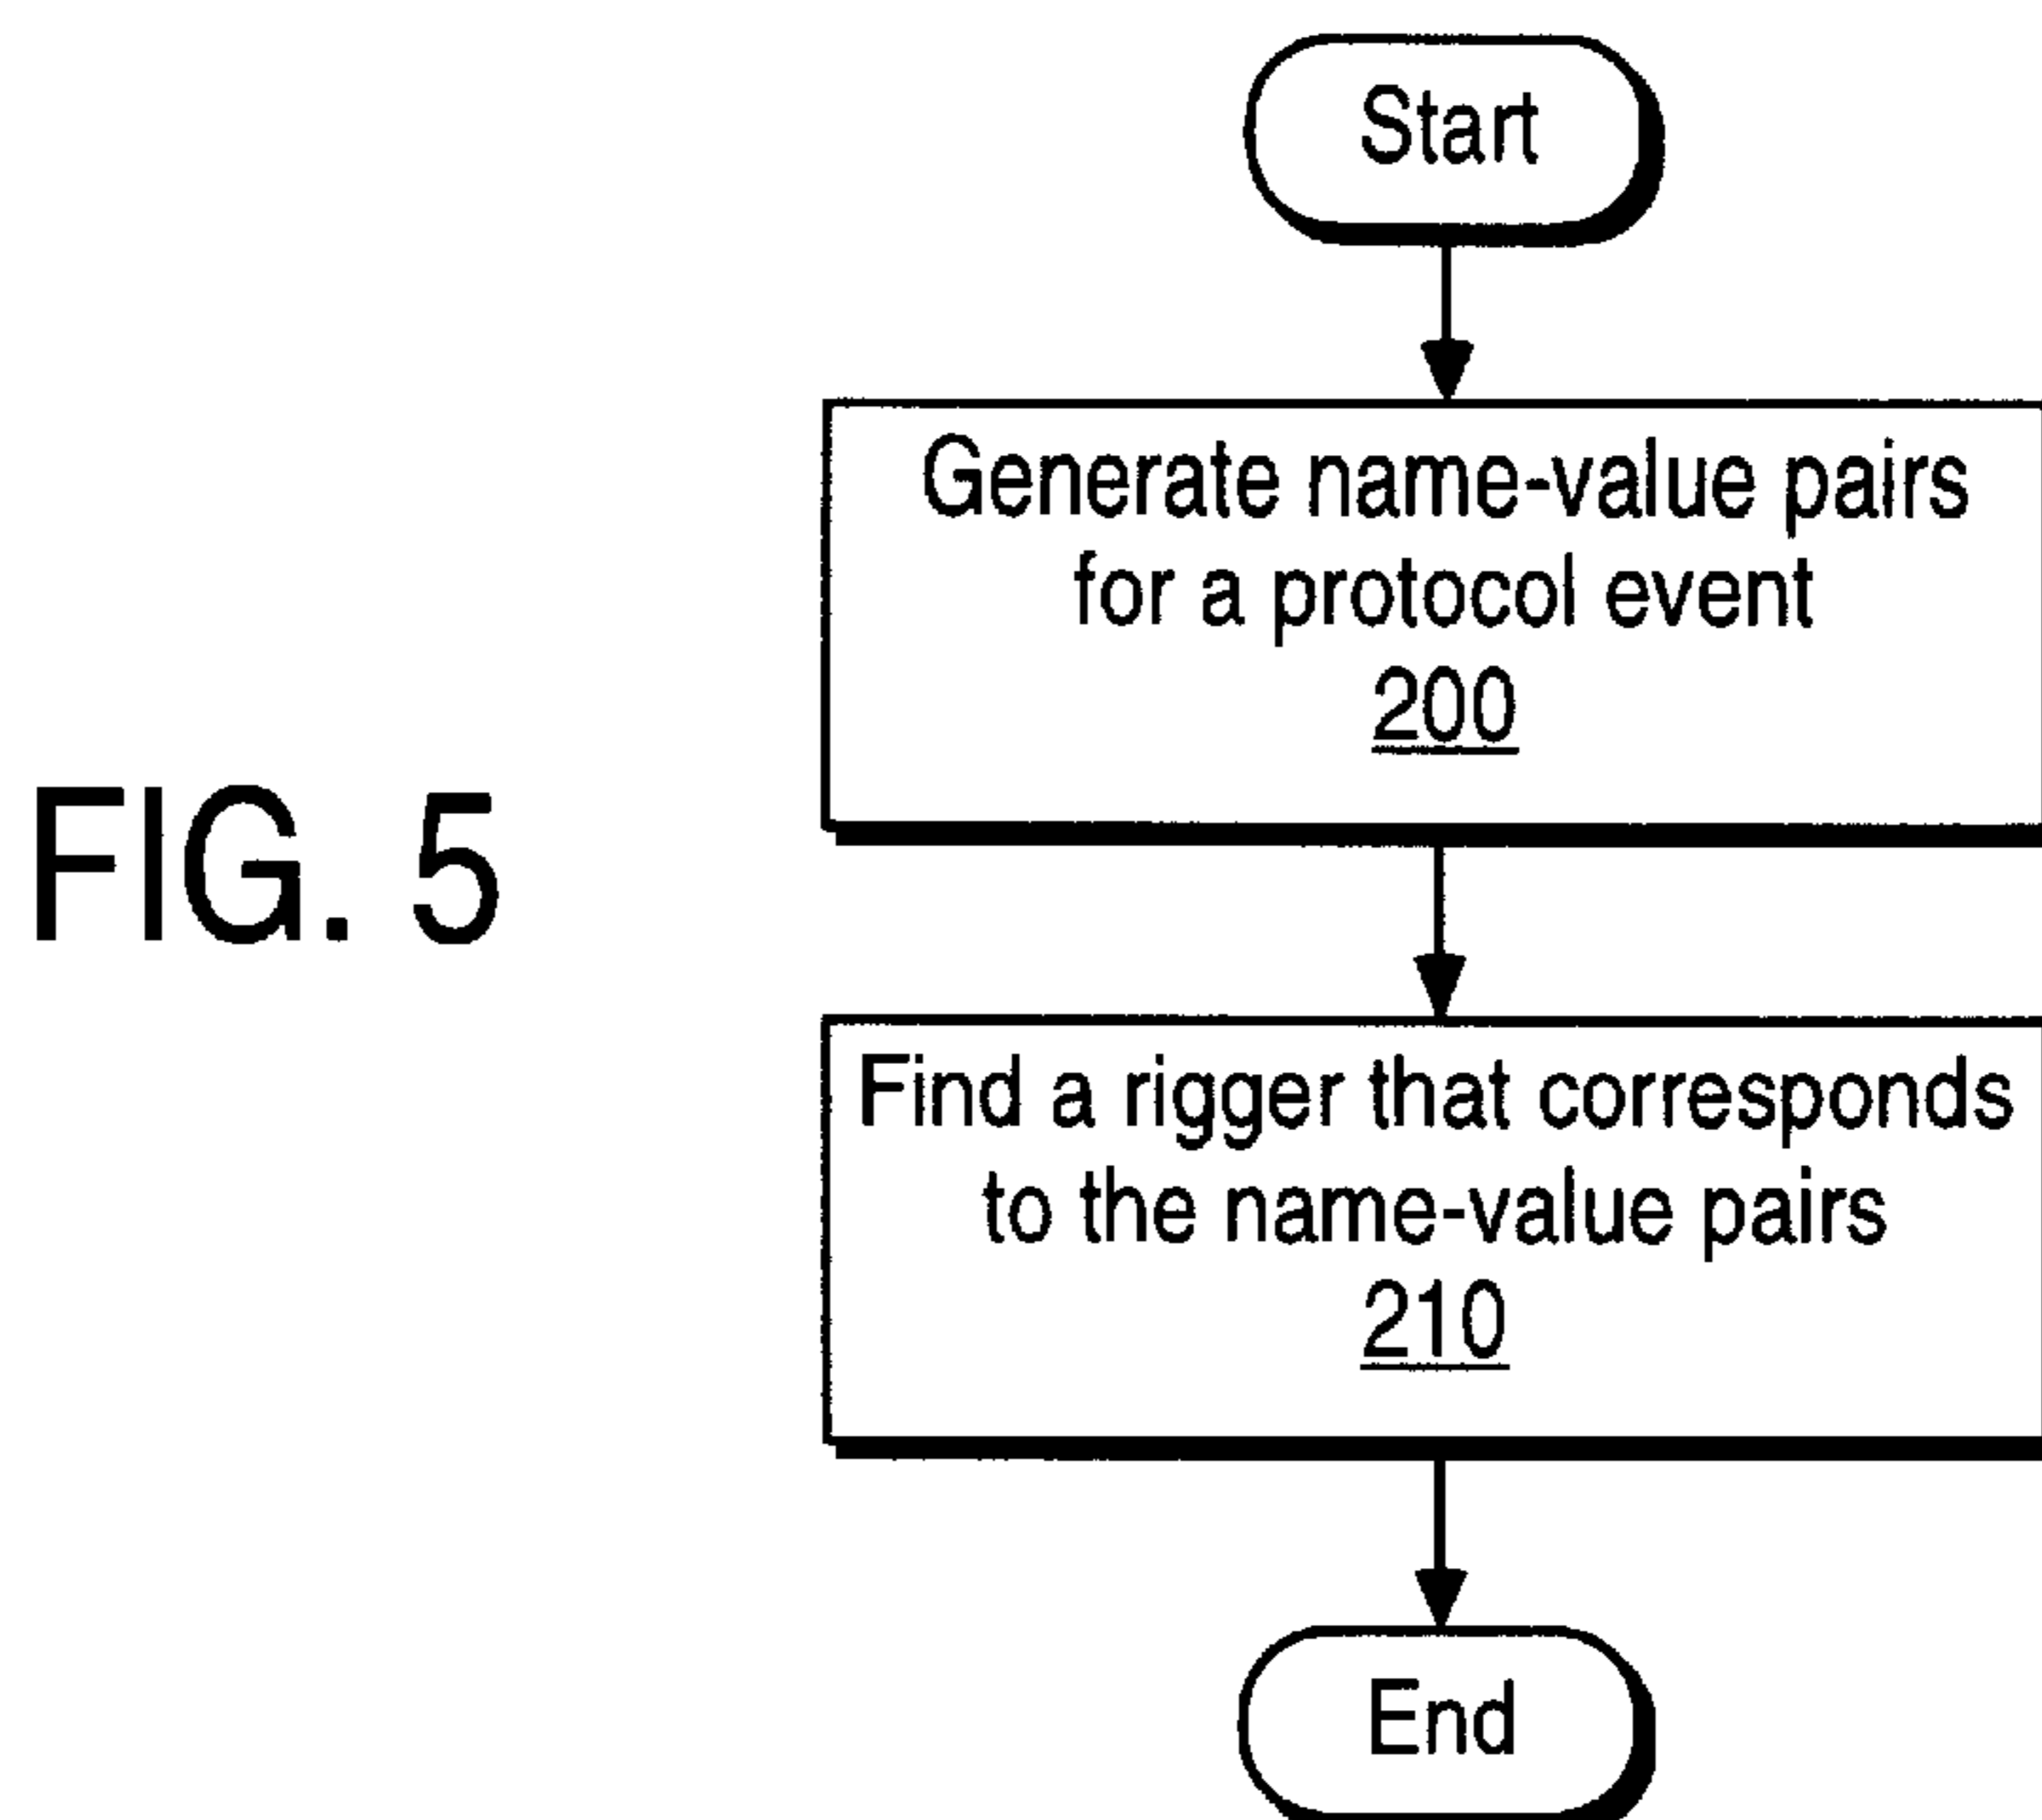 Start
Generate name-value pairs
for a protocol event
200
FIG. 5
Find a rigger that corresponds
to the name-value pairs
210
End